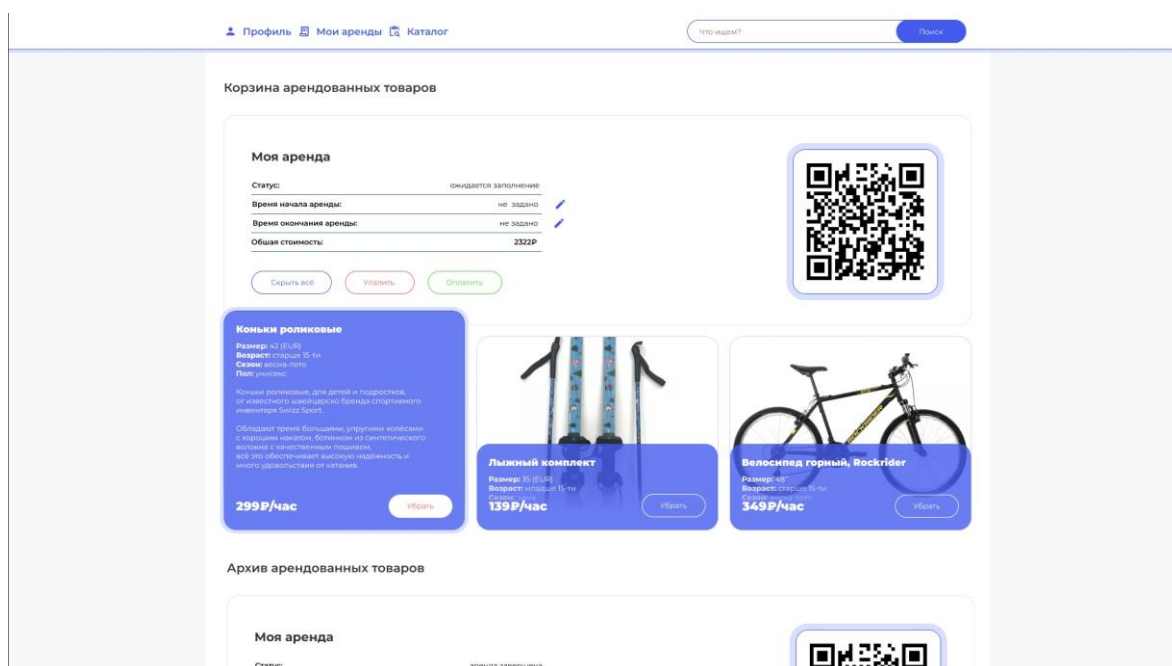 Профиль Мои аренды Каталог
Что ищем? Поиск
Корзина арендованных товаров
Моя аренда
Статус: ожидается заполнение
Время начала аренды: не задано
Время окончания аренды: не задано
Общая стоимость: 2322₽
Скрыть всё Удалить Оплатить
Коньки роликовые
Размер: 42 (EUR)
Возраст: старше 15-ти
Сезон: весна-лето
Пол: унисекс
Коньки роликовые, для детей и подростков,
от известного швейцарско бренда спортивного
инвентаря Swizz Sport.
Обладают тремя большими, упругими колёсами
с хорошим накатом, ботинком из синтетического
волокна с качественным пошивом,
всё это обеспечивает высокую надёжность и
много удовольствия от катания.
299₽/час Убрать
Лыжный комплект
Размер: 35 (EUR)
Возраст: младше 15-ти
Сезон: зима
139₽/час Убрать
ROCKRIDER
Велосипед горный, Rockrider
Размер: 48"
Возраст: старше 15-ти
Сезон: весна-лето
349₽/час Убрать
Архив арендованных товаров
Моя аренда
Статус: аренда завершена